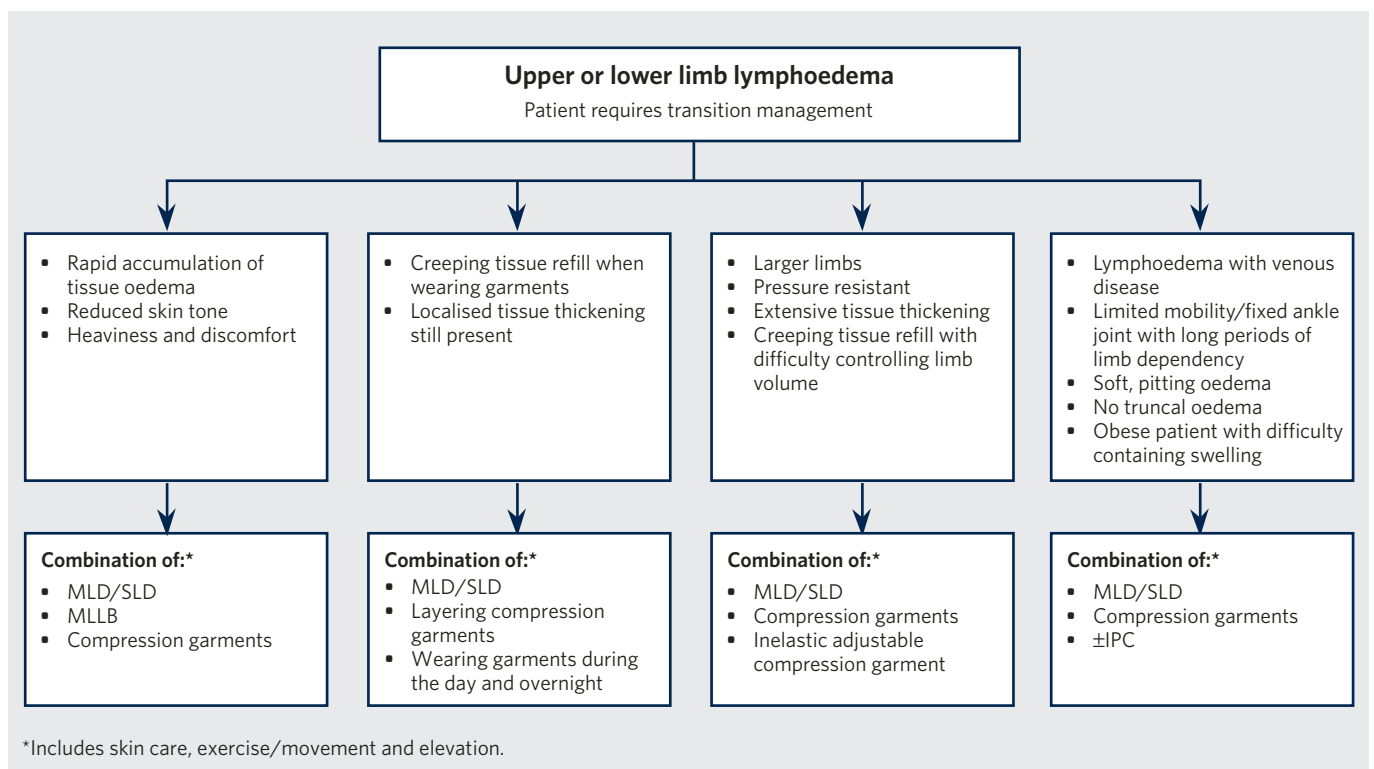 Upper or lower limb lymphoedema
Patient requires transition management
▪ Rapid accumulation of
tissue oedema
▪ Reduced skin tone
▪ Heaviness and discomfort
▪ Creeping tissue refill when
wearing garments
▪ Localised tissue thickening
still present
▪ Larger limbs
▪ Pressure resistant
▪ Extensive tissue thickening
▪ Creeping tissue refill with
difficulty controlling limb
volume
▪ Lymphoedema with venous
disease
▪ Limited mobility/fixed ankle
joint with long periods of
limb dependency
▪ Soft, pitting oedema
▪ No truncal oedema
▪ Obese patient with difficulty
containing swelling
Combination of:*
▪ MLD/SLD
▪ MLLB
▪ Compression garments
Combination of:*
▪ MLD/SLD
▪ Layering compression
garments
▪ Wearing garments during
the day and overnight
Combination of:*
▪ MLD/SLD
▪ Compression garments
▪ Inelastic adjustable
compression garment
Combination of:*
▪ MLD/SLD
▪ Compression garments
▪ ±IPC
*Includes skin care, exercise/movement and elevation.